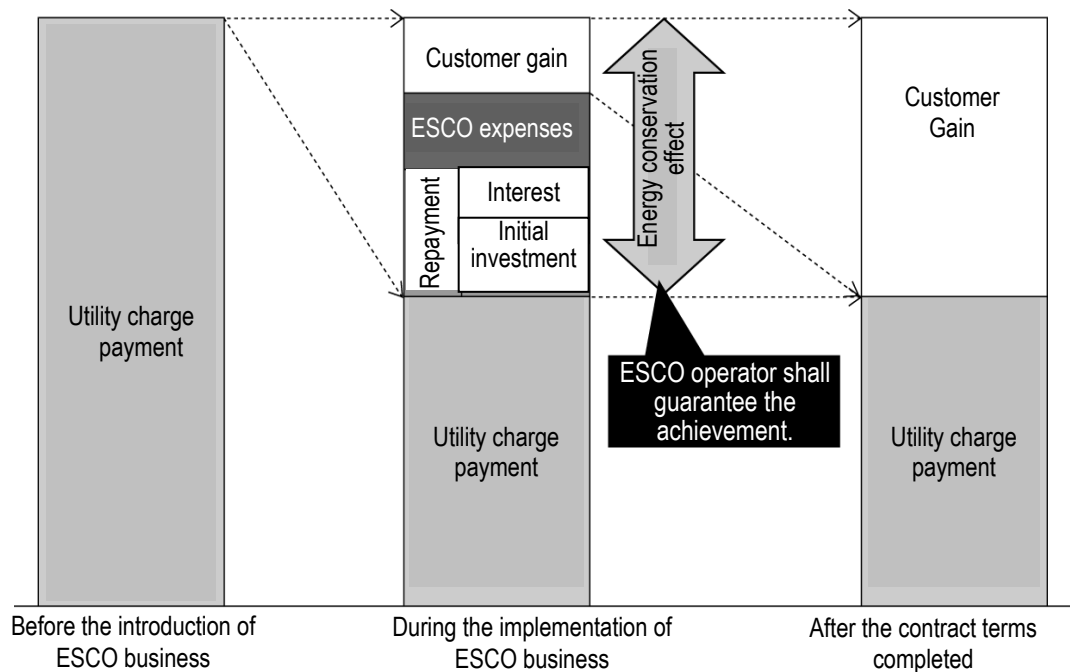 Utility charge
payment
Customer gain
ESCO expenses
Repayment
Interest
Initial
investment
Utility charge
payment
Energy conservation
effect
ESCO operator shall
guarantee the
achievement.
Customer
Gain
Utility charge
payment
Before the introduction of
ESCO business
During the implementation of
ESCO business
After the contract terms
completed